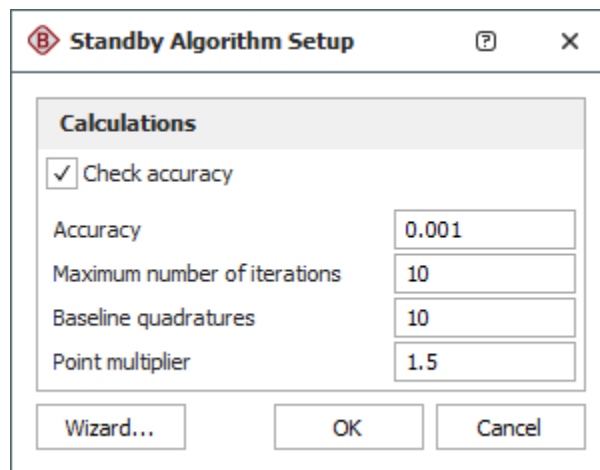 B Standby Algorithm Setup ?
Calculations
Check accuracy
Accuracy 0.001
Maximum number of iterations 10
Baseline quadratures 10
Point multiplier 1.5
Wizard... OK Cancel